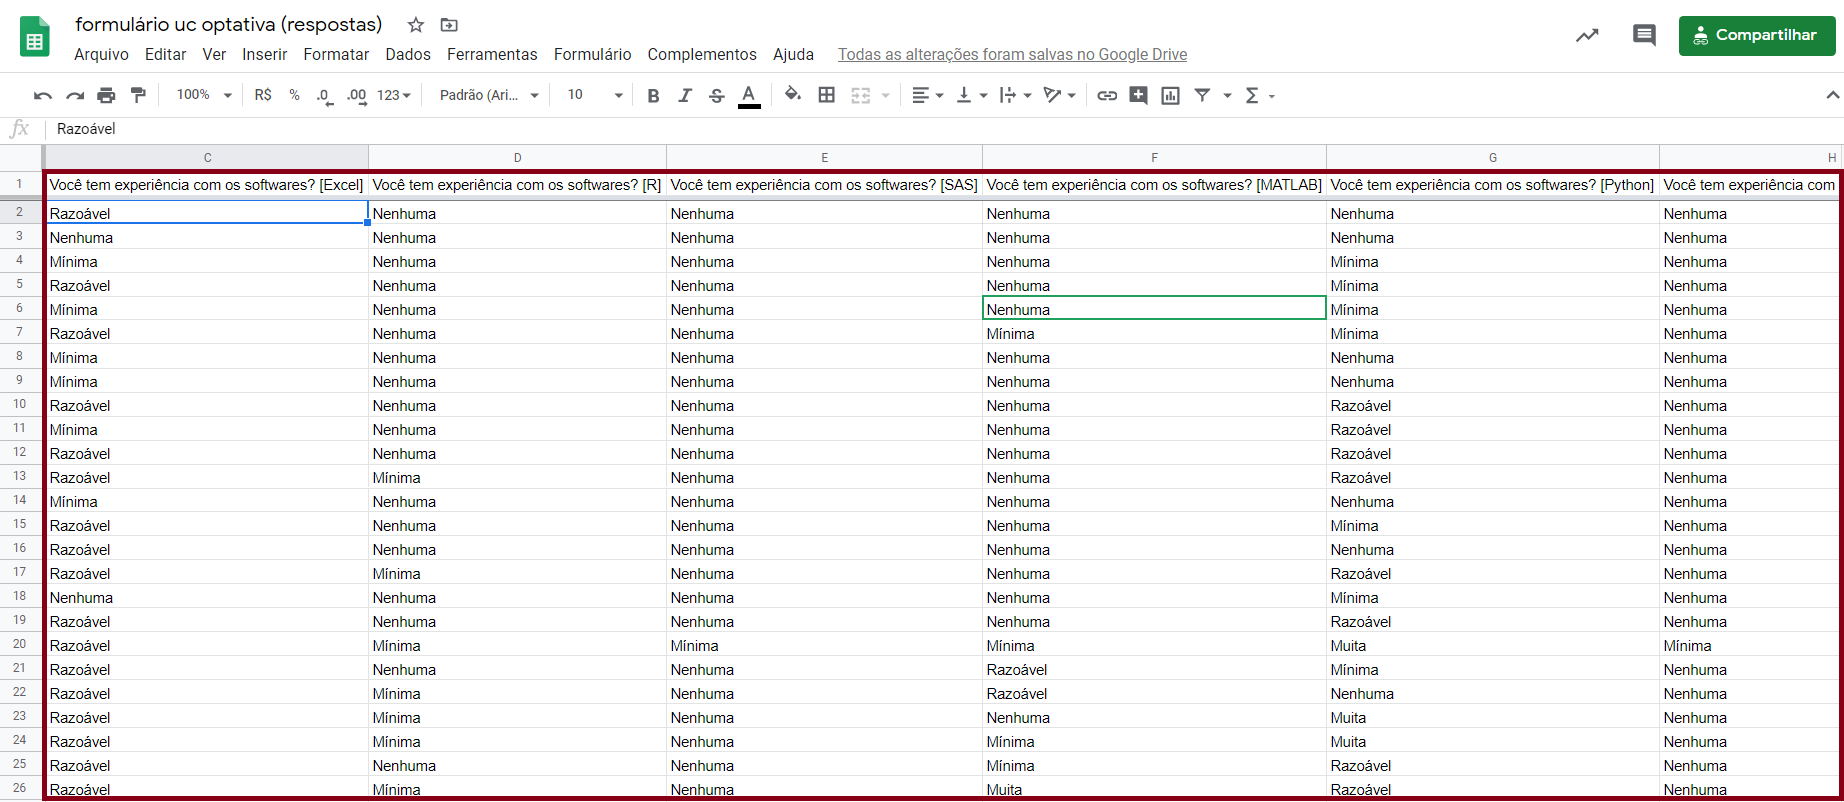 formulário uc optativa (respostas)
Arquivo Editar Ver Inserir Formatar Dados Ferramentas Formulário Complementos Ajuda Todas as alterações foram salvas no Google Drive
Compartilhar
100% R$ % .0 .00 123 Padrão (Ari... 10 B I S A Σ
fx Razoável
C D E F G H
1 Você tem experiência com os softwares? [Excel] Você tem experiência com os softwares? [R] Você tem experiência com os softwares? [SAS] Você tem experiência com os softwares? [MATLAB] Você tem experiência com os softwares? [Python] Você tem experiência com
2 Razoável Nenhuma Nenhuma Nenhuma Nenhuma Nenhuma
3 Nenhuma Nenhuma Nenhuma Nenhuma Nenhuma Nenhuma
4 Mínima Nenhuma Nenhuma Nenhuma Mínima Nenhuma
5 Razoável Nenhuma Nenhuma Nenhuma Mínima Nenhuma
6 Mínima Nenhuma Nenhuma Nenhuma Mínima Nenhuma
7 Razoável Nenhuma Nenhuma Mínima Mínima Nenhuma
8 Mínima Nenhuma Nenhuma Nenhuma Nenhuma Nenhuma
9 Mínima Nenhuma Nenhuma Nenhuma Nenhuma Nenhuma
10 Razoável Nenhuma Nenhuma Nenhuma Razoável Nenhuma
11 Mínima Nenhuma Nenhuma Nenhuma Razoável Nenhuma
12 Razoável Nenhuma Nenhuma Nenhuma Razoável Nenhuma
13 Razoável Mínima Nenhuma Nenhuma Razoável Nenhuma
14 Mínima Nenhuma Nenhuma Nenhuma Nenhuma Nenhuma
15 Razoável Nenhuma Nenhuma Nenhuma Mínima Nenhuma
16 Razoável Nenhuma Nenhuma Nenhuma Nenhuma Nenhuma
17 Razoável Mínima Nenhuma Nenhuma Razoável Nenhuma
18 Nenhuma Nenhuma Nenhuma Nenhuma Mínima Nenhuma
19 Razoável Nenhuma Nenhuma Nenhuma Razoável Nenhuma
20 Razoável Mínima Mínima Mínima Muita Mínima
21 Razoável Nenhuma Nenhuma Razoável Mínima Nenhuma
22 Razoável Mínima Nenhuma Razoável Nenhuma Nenhuma
23 Razoável Mínima Nenhuma Nenhuma Muita Nenhuma
24 Razoável Mínima Nenhuma Mínima Muita Nenhuma
25 Razoável Nenhuma Nenhuma Mínima Razoável Nenhuma
26 Razoável Mínima Nenhuma Muita Razoável Nenhuma